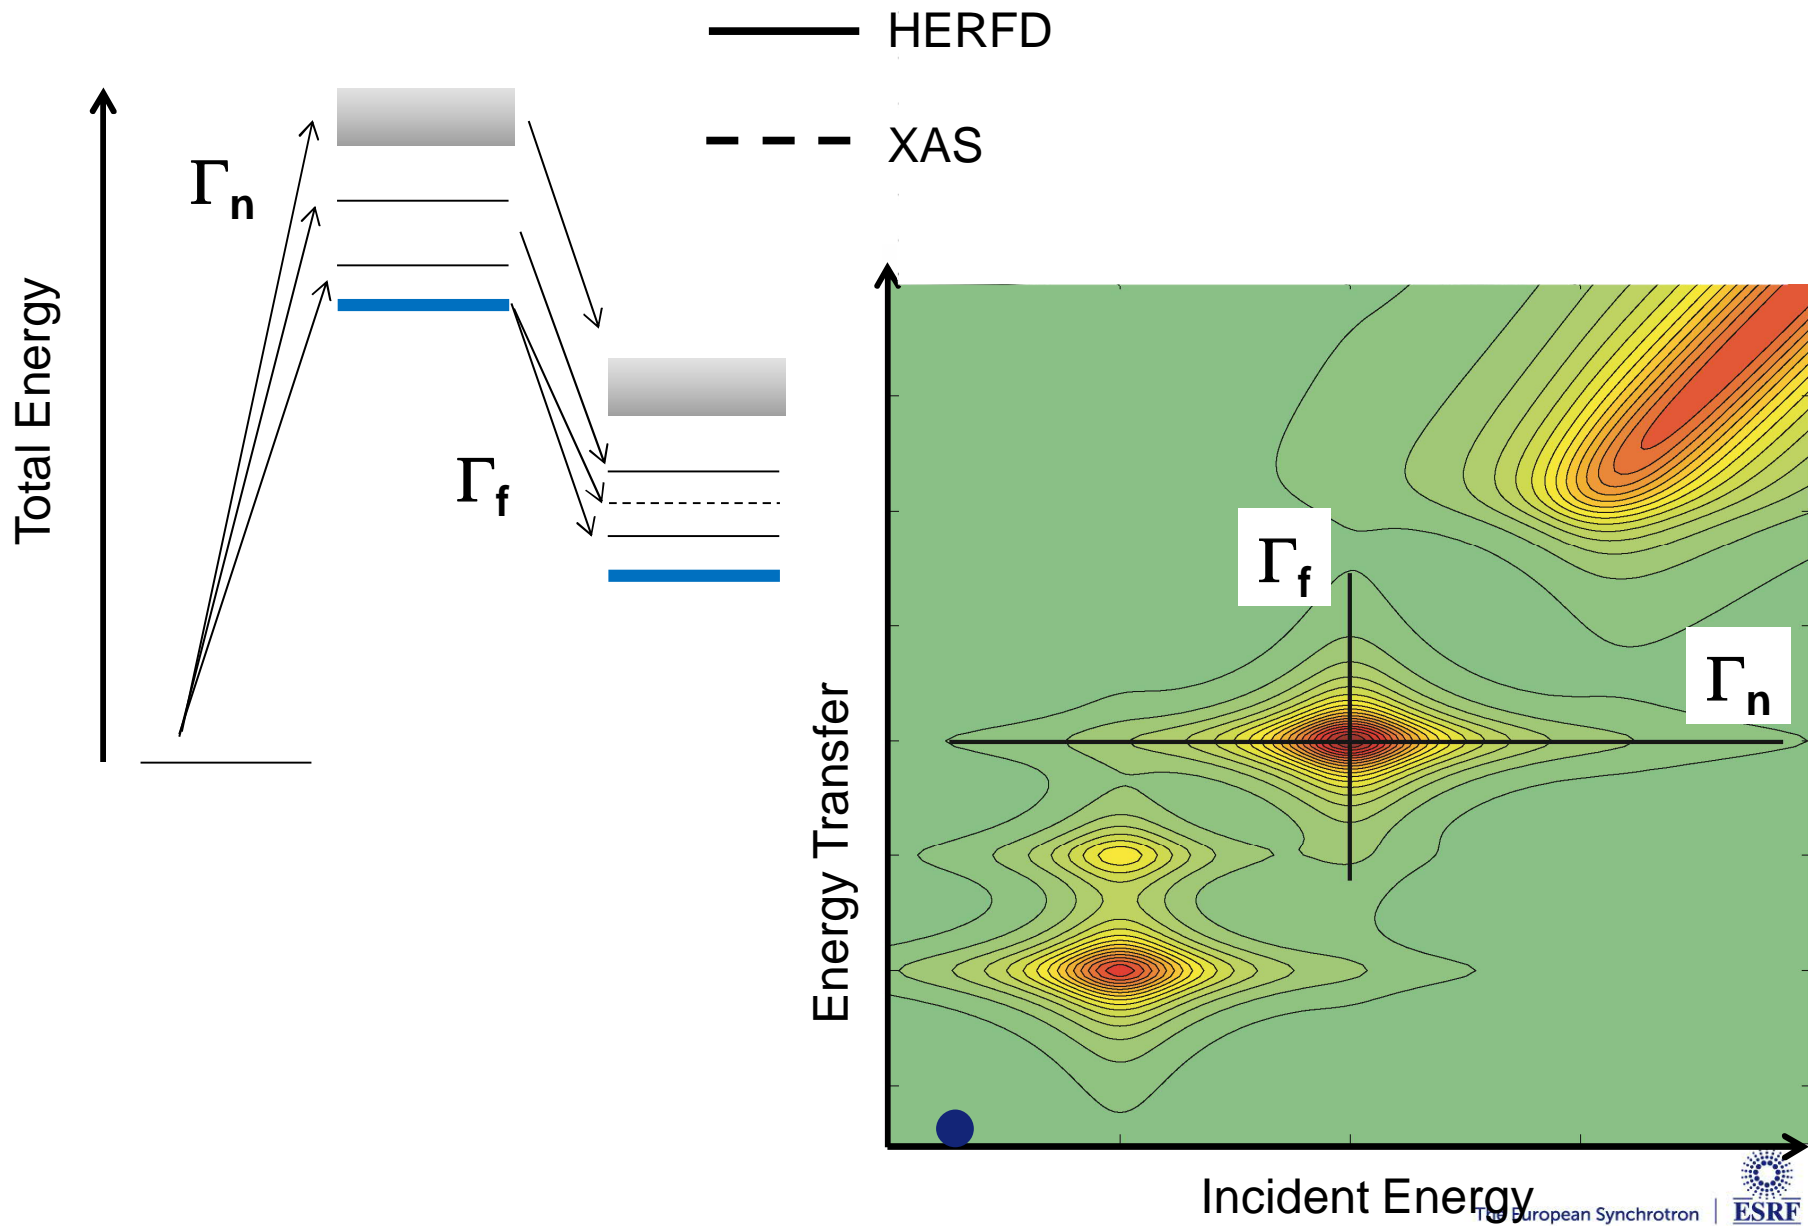 HERFD
XAS
Γn
Total Energy
Γf
Γf
Γn
Energy Transfer
Incident Energy
The European Synchrotron | ESRF